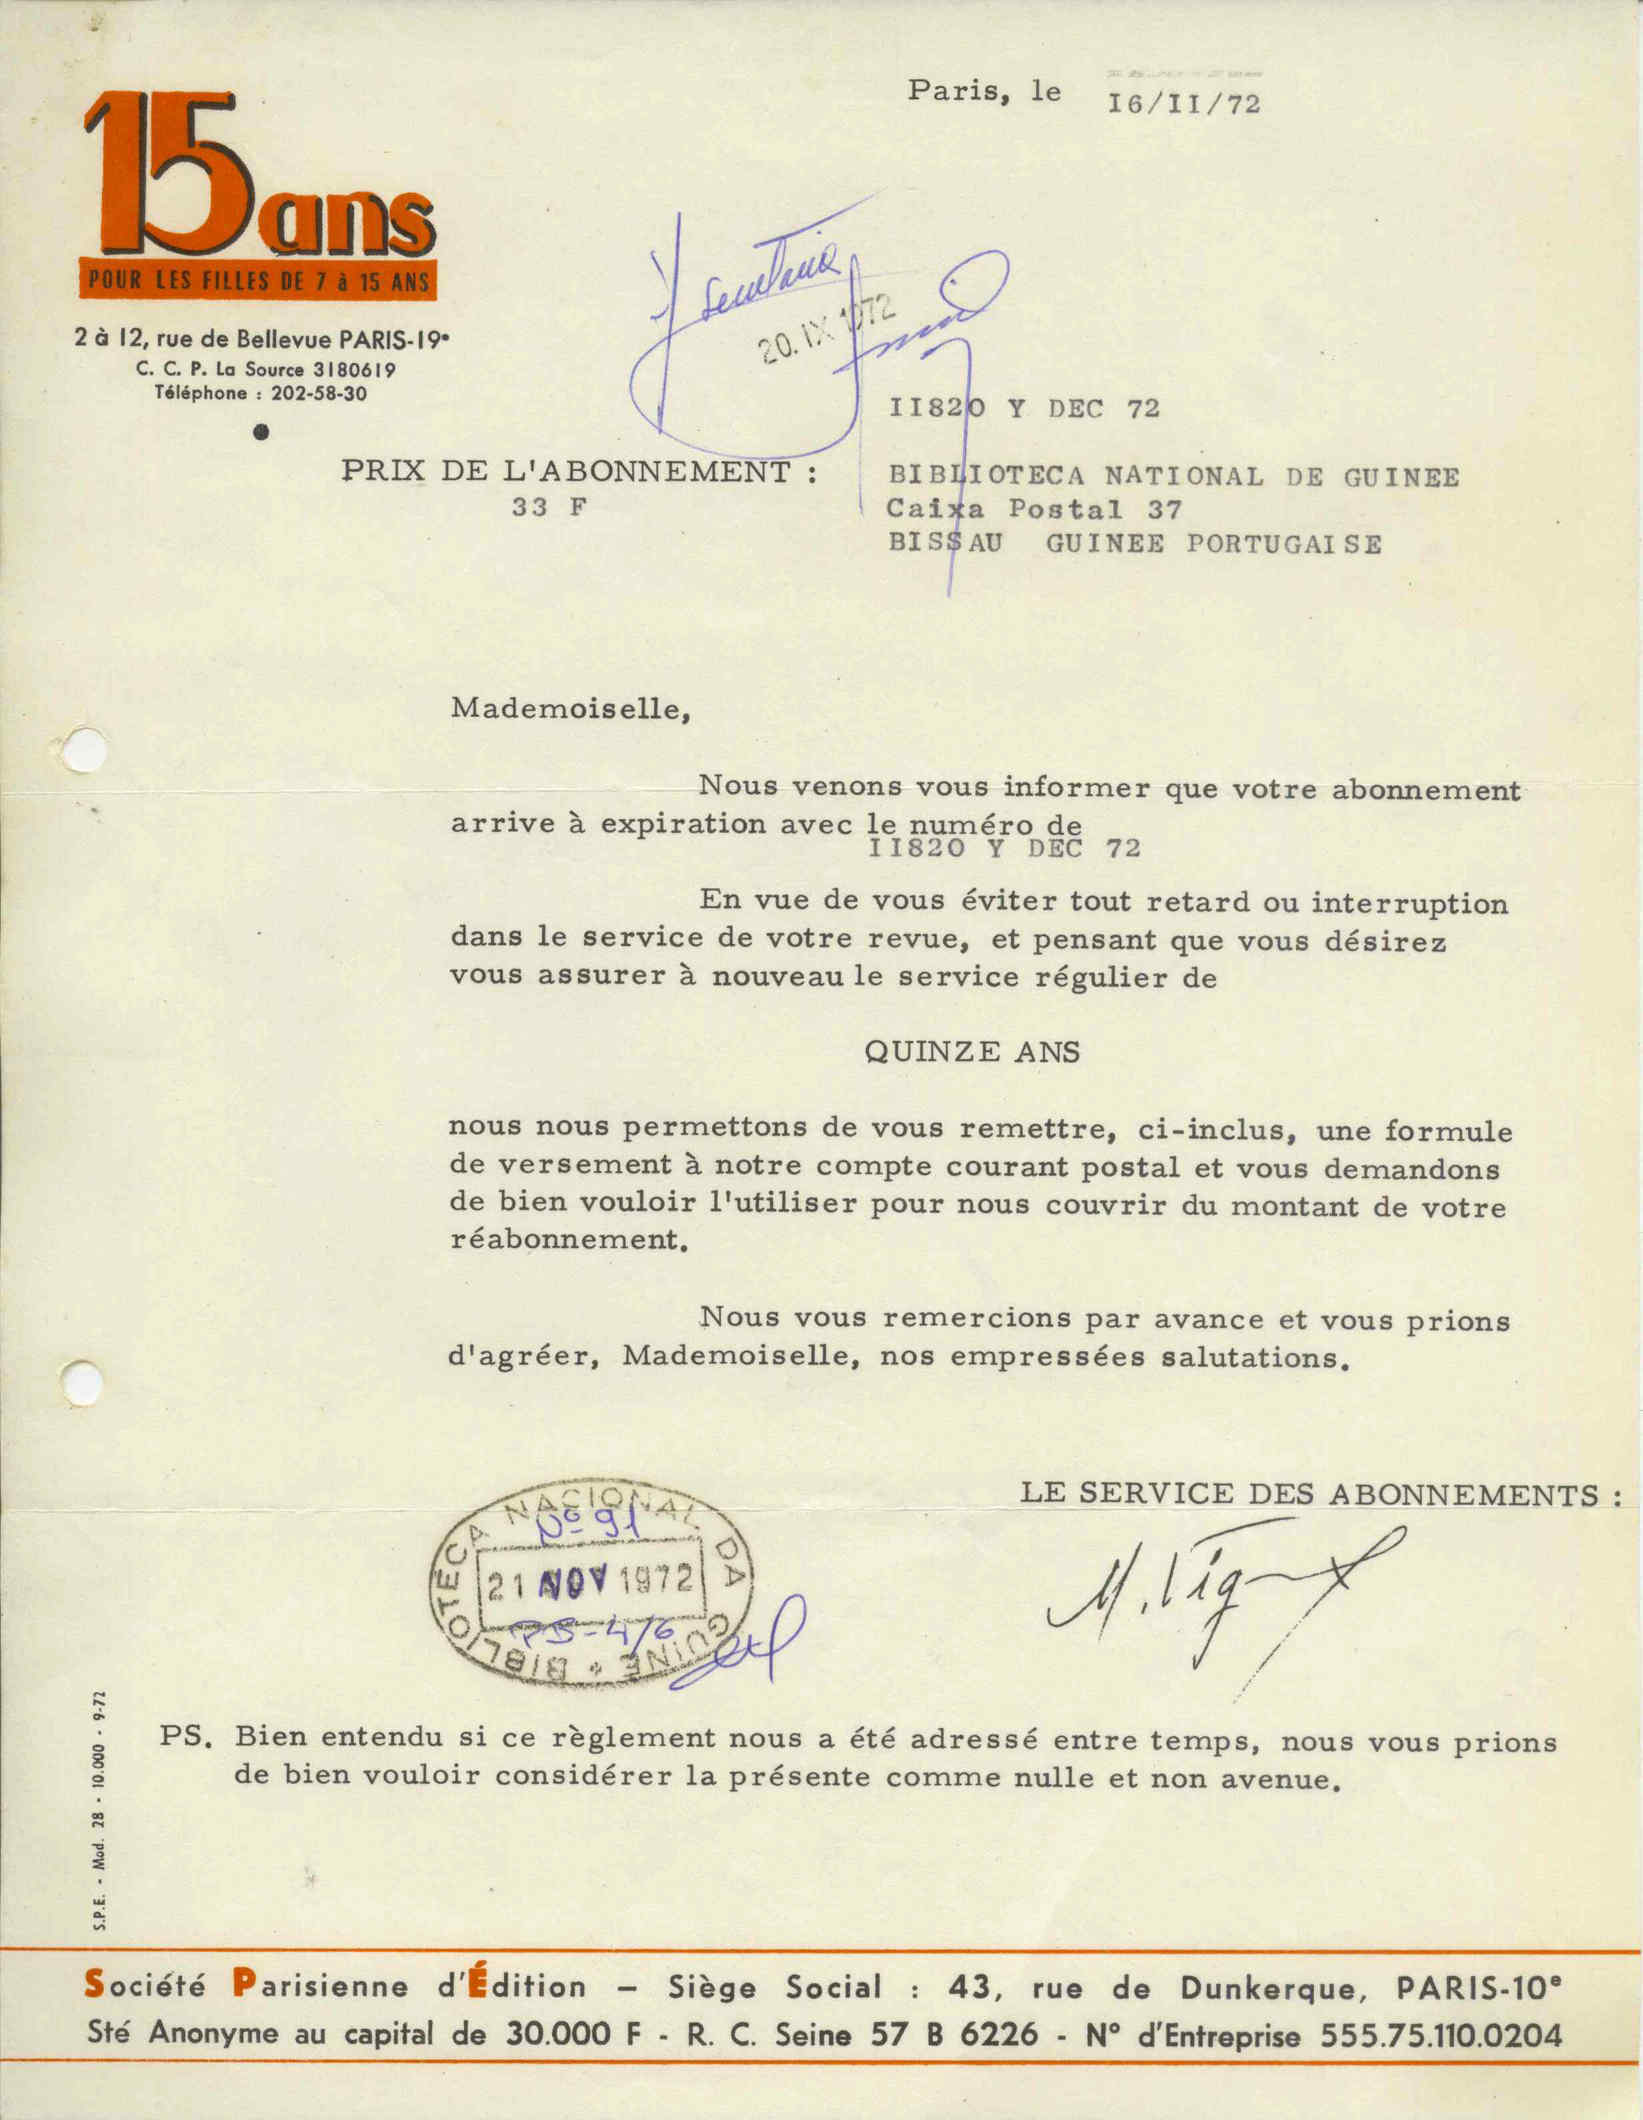 15 ans
POUR LES FILLES DE 7 à 15 ANS
2 à 12, rue de Bellevue PARIS-19e
C. C. P. La Source 3180619
Téléphone : 202-58-30
Paris, le I6/II/72
Secretaria
20. IX 1972
II820 Y DEC 72
PRIX DE L'ABONNEMENT :
33 F
BIBLIOTECA NATIONAL DE GUINEE
Caixa Postal 37
BISSAU GUINEE PORTUGAISE
Mademoiselle,
Nous venons vous informer que votre abonnement
arrive à expiration avec le numéro de
II820 Y DEC 72
En vue de vous éviter tout retard ou interruption
dans le service de votre revue, et pensant que vous désirez
vous assurer à nouveau le service régulier de
QUINZE ANS
nous nous permettons de vous remettre, ci-inclus, une formule
de versement à notre compte courant postal et vous demandons
de bien vouloir l'utiliser pour nous couvrir du montant de votre
réabonnement.
Nous vous remercions par avance et vous prions
d'agréer, Mademoiselle, nos empressées salutations.
LE SERVICE DES ABONNEMENTS :
BIBLIOTECA NACIONAL DA GUINÉ
Nº 91
21 NOV 1972
PB-4/6
PS. Bien entendu si ce règlement nous a été adressé entre temps, nous vous prions
de bien vouloir considérer la présente comme nulle et non avenue.
S.P.E. - Mod. 28 - 10.000 - 9-72
Société Parisienne d'Édition – Siège Social : 43, rue de Dunkerque, PARIS-10e
Sté Anonyme au capital de 30.000 F - R. C. Seine 57 B 6226 - N° d'Entreprise 555.75.110.0204